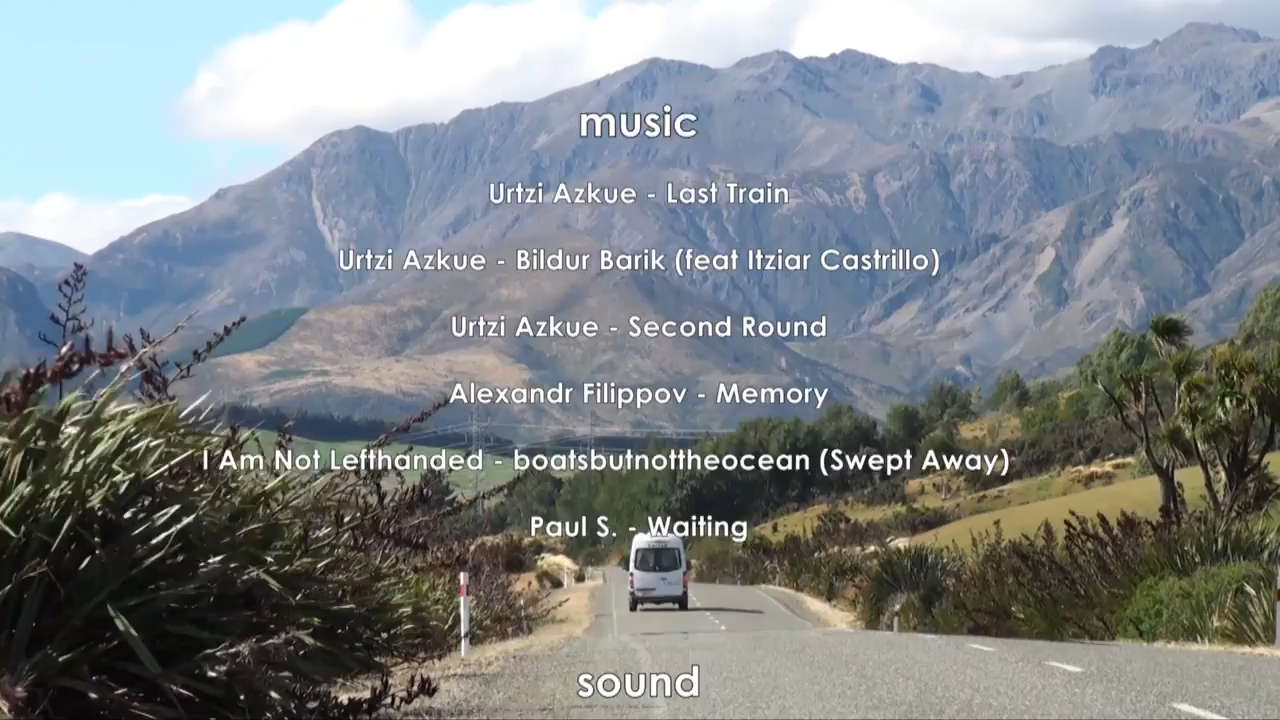 music
Urtzi Azkue - Last Train
Urtzi Azkue - Bildur Barik (feat Itziar Castrillo)
Urtzi Azkue - Second Round
Alexandr Filippov - Memory
I Am Not Lefthanded - boatsbutnottheocean (Swept Away)
Paul S. - Waiting
sound